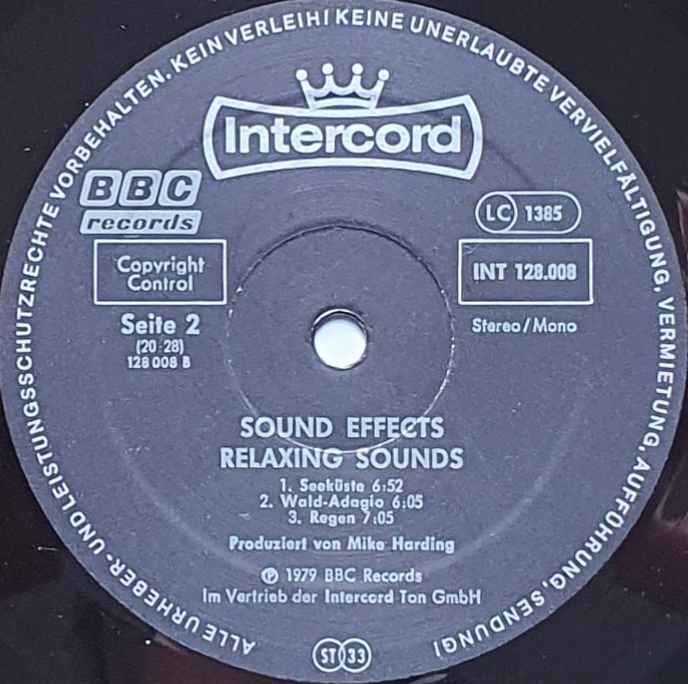 ALLE URHEBER- UND LEISTUNGSSCHUTZRECHTE VORBEHALTEN. KEIN VERLEIH! KEINE UNERLAUBTE VERVIELFÄLTIGUNG, VERMIETUNG, AUFFÜHRUNG, SENDUNG!
Intercord
BBC
records
LC 1385
Copyright
Control
INT 128.008
Seite 2
(20:28)
128 008 B
Stereo/Mono
SOUND EFFECTS
RELAXING SOUNDS
1. Seeküste 6:52
2. Wald-Adagio 6:05
3. Regen 7:05
Produziert von Mike Harding
℗ 1979 BBC Records
Im Vertrieb der Intercord Ton GmbH
ST 33